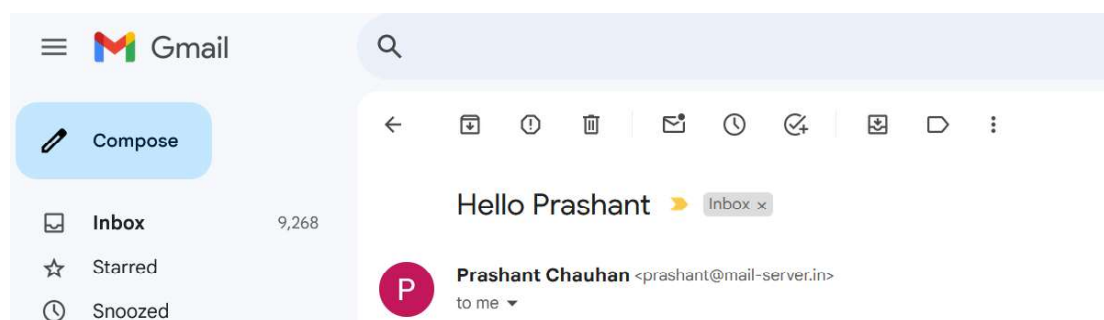 Gmail
Compose
Inbox 9,268
Starred
Snoozed
Hello Prashant Inbox x
Prashant Chauhan <prashant@mail-server.in>
P
to me